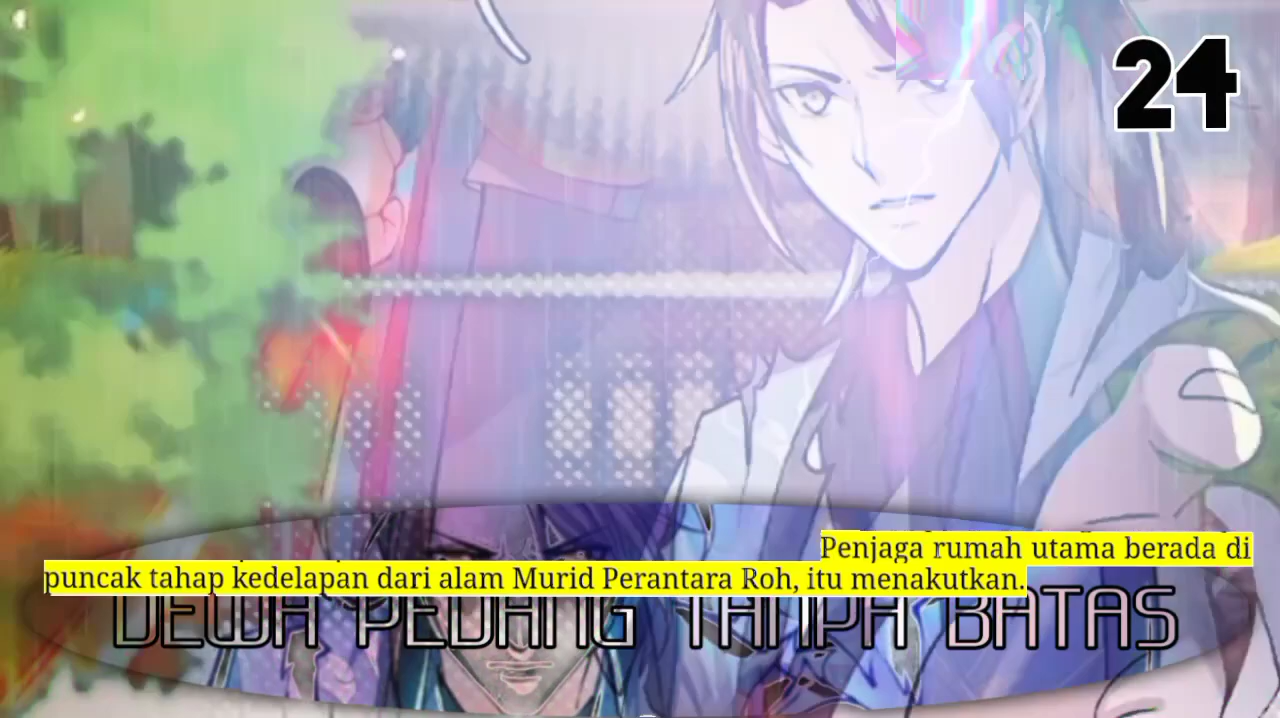 24
Penjaga rumah utama berada di
puncak tahap kedelapan dari alam Murid Perantara Roh, itu menakutkan.
DEWA PEDANG TANPA BATAS